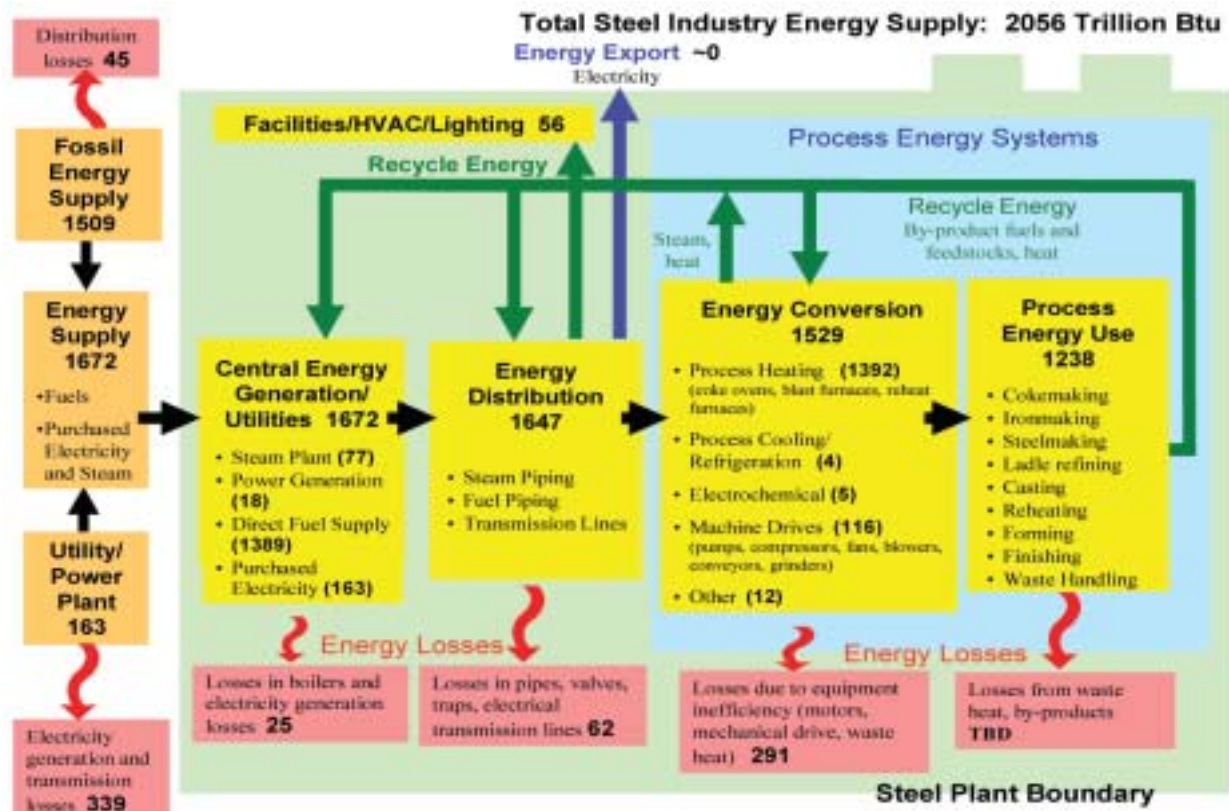 Total Steel Industry Energy Supply: 2056 Trillion Btu
Distribution
losses 45
Energy Export ~0
Electricity
Facilities/HVAC/Lighting 56
Process Energy Systems
Fossil
Energy
Supply
1509
Recycle Energy
Recycle Energy
By-product fuels and
feedstocks, heat
Steam,
heat
Energy
Supply
1672
•Fuels
•Purchased
Electricity
and Steam
Central Energy
Generation/
Utilities 1672
• Steam Plant (77)
• Power Generation
(18)
• Direct Fuel Supply
(1389)
• Purchased
Electricity (163)
Energy
Distribution
1647
• Steam Piping
• Fuel Piping
• Transmission Lines
Energy Conversion
1529
• Process Heating (1392)
(coke ovens, blast furnaces, reheat
furnaces)
• Process Cooling/
Refrigeration (4)
• Electrochemical (5)
• Machine Drives (116)
(pumps, compressors, fans, blowers,
conveyors, grinders)
• Other (12)
Process
Energy Use
1238
• Cokemaking
• Ironmaking
• Steelmaking
• Ladle refining
• Casting
• Reheating
• Forming
• Finishing
• Waste Handling
Utility/
Power
Plant
163
Energy Losses
Energy Losses
Electricity
generation and
transmission
losses 339
Losses in boilers and
electricity generation
losses 25
Losses in pipes, valves,
traps, electrical
transmission lines 62
Losses due to equipment
inefficiency (motors,
mechanical drive, waste
heat) 291
Losses from waste
heat, by-products
TBD
Steel Plant Boundary